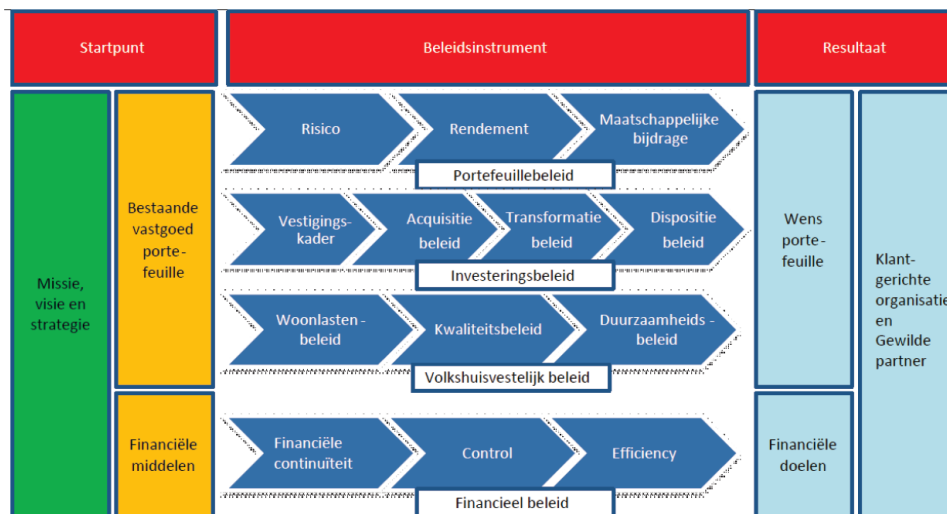 Startpunt
Beleidsinstrument
Resultaat
Missie,
visie en
strategie
Bestaande
vastgoed
porte-
feuille
Financiële
middelen
Risico
Rendement
Maatschappelijke
bijdrage
Portefeuillebeleid
Vestigings-
kader
Acquisitie
beleid
Transformatie
beleid
Dispositie
beleid
Investeringsbeleid
Woonlasten-
beleid
Kwaliteitsbeleid
Duurzaamheids-
beleid
Volkshuisvestelijk beleid
Financiële
continuïteit
Control
Efficiency
Financieel beleid
Wens
porte-
feuille
Financiële
doelen
Klant-
gerichte
organisatie
en
Gewilde
partner